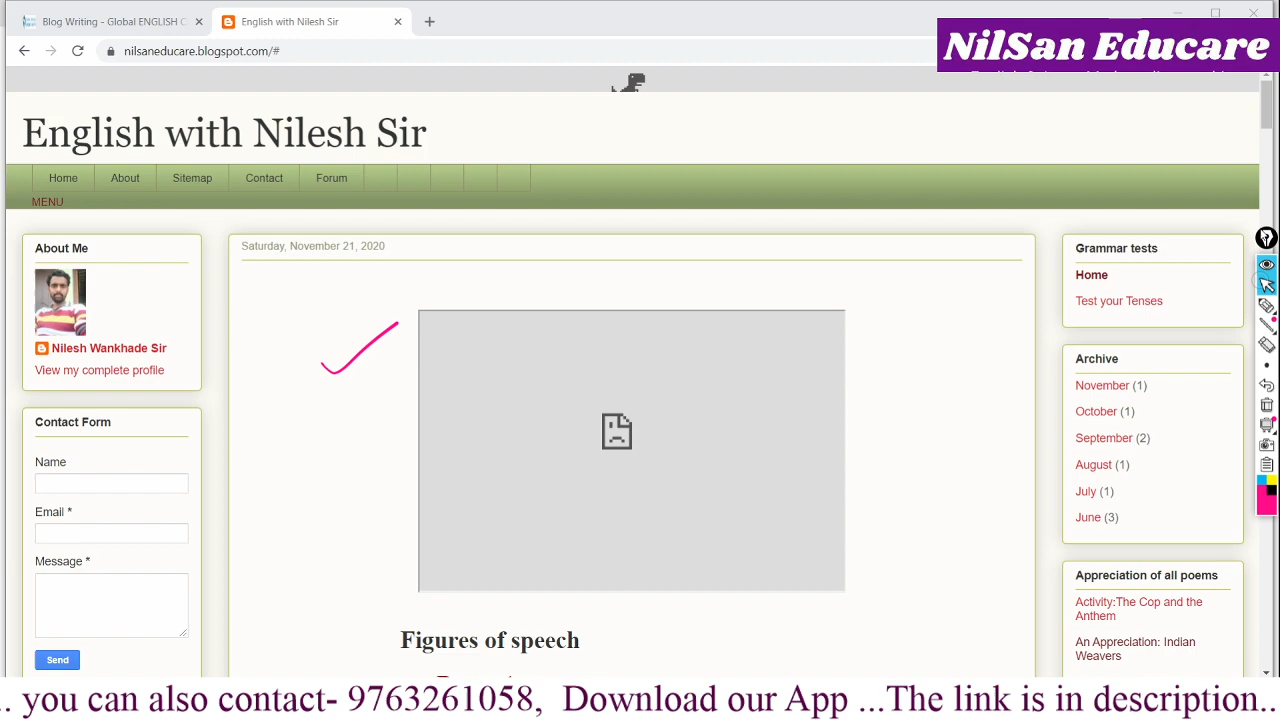 Blog Writing - Global ENGLISH C
English with Nilesh Sir
nilsaneducare.blogspot.com/#
NilSan Educare
English with Nilesh Sir
Home About Sitemap Contact Forum
MENU
About Me
Nilesh Wankhade Sir
View my complete profile
Contact Form
Name
Email *
Message *
Send
Saturday, November 21, 2020
Figures of speech
Grammar tests
Home
Test your Tenses
Archive
November (1)
October (1)
September (2)
August (1)
July (1)
June (3)
Appreciation of all poems
Activity:The Cop and the
Anthem
An Appreciation: Indian
Weavers
.. you can also contact- 9763261058, Download our App ...The link is in description..